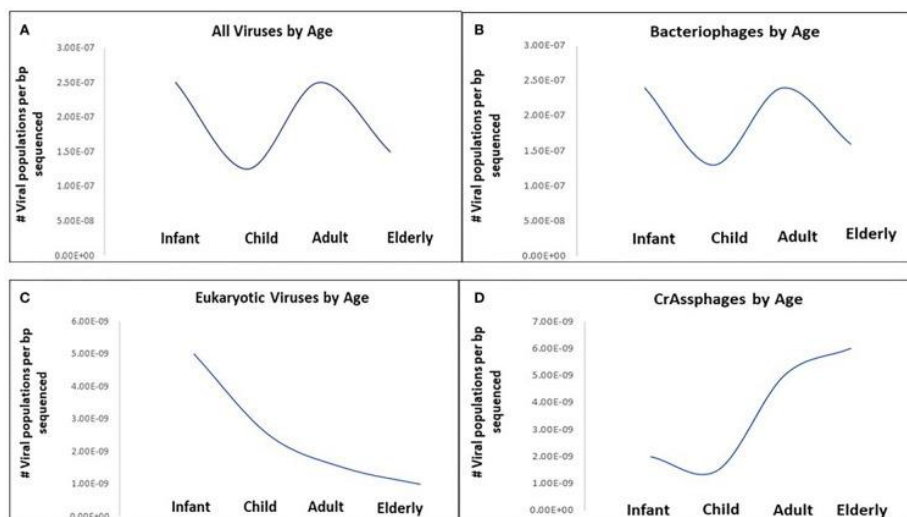 A
All Viruses by Age
# Viral populations per bp
sequenced
3.00E-07
2.50E-07
2.00E-07
1.50E-07
1.00E-07
5.00E-08
0.00E+00
Infant Child Adult Elderly
B
Bacteriophages by Age
# Viral populations per bp
sequenced
3.00E-07
2.50E-07
2.00E-07
1.50E-07
1.00E-07
5.00E-08
0.00E+00
Infant Child Adult Elderly
C
Eukaryotic Viruses by Age
# Viral populations per bp
sequenced
6.00E-09
5.00E-09
4.00E-09
3.00E-09
2.00E-09
1.00E-09
0.00E+00
Infant Child Adult Elderly
D
CrAssphages by Age
# Viral populations per bp
sequenced
7.00E-09
6.00E-09
5.00E-09
4.00E-09
3.00E-09
2.00E-09
1.00E-09
0.00E+00
Infant Child Adult Elderly